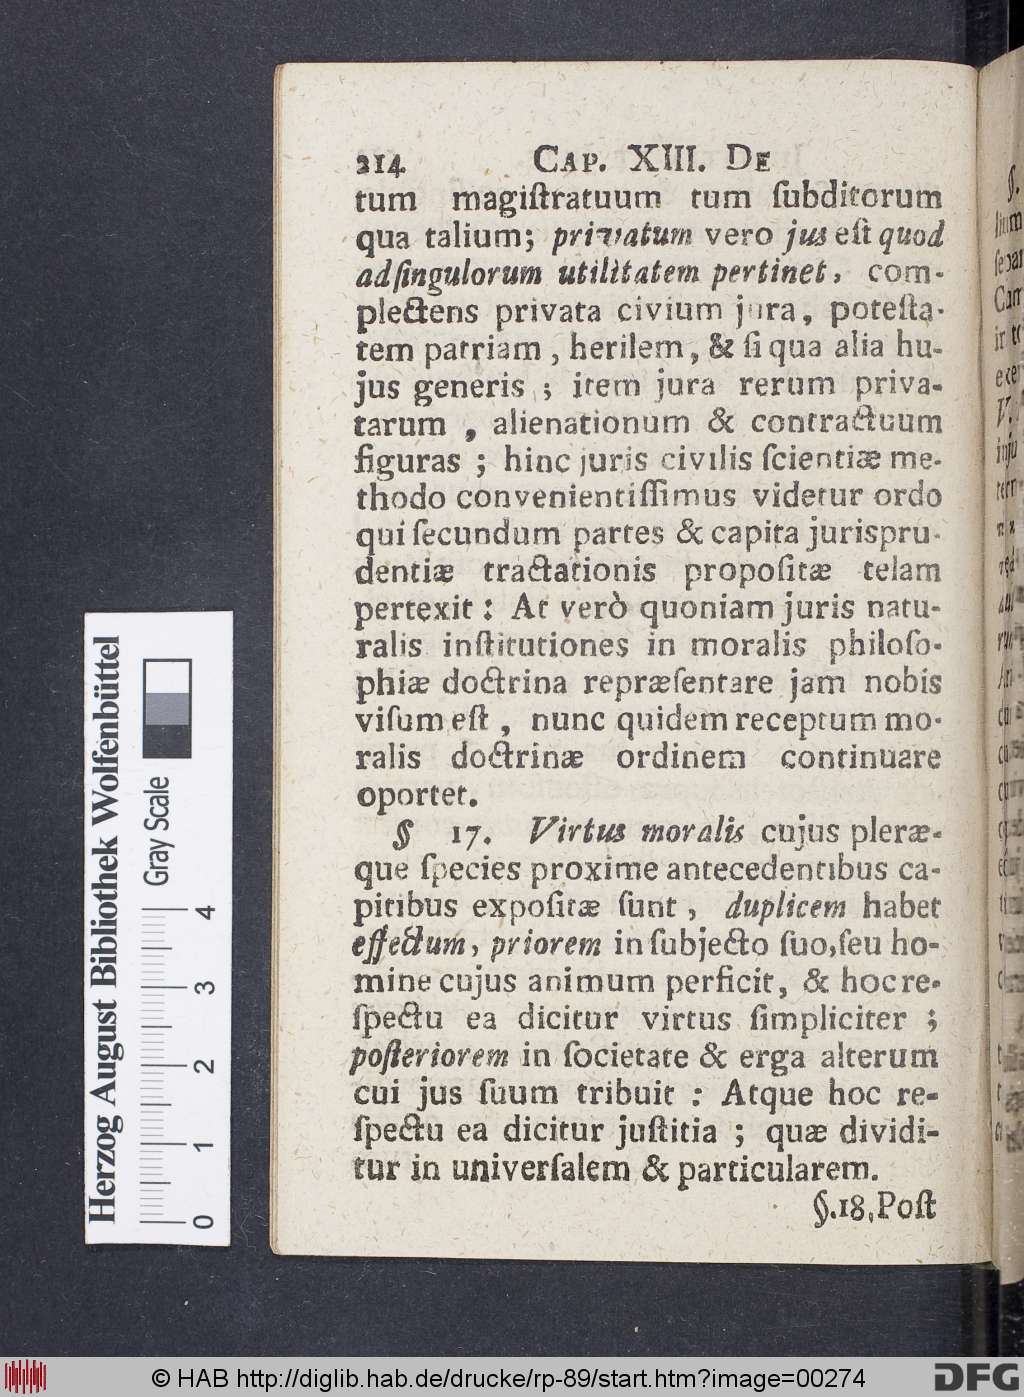 214 CAP. XIII. DE
tum magiſtratuum tum ſubditorum
qua talium; privatum vero jus eſt quod
ad ſingulorum utilitatem pertinet, com-
plectens privata civium jura, poteſta-
tem patriam, herilem, & ſi qua alia hu-
jus generis; item jura rerum priva-
tarum, alienationum & contractuum
figuras; hinc juris civilis ſcientiæ me-
thodo convenientiſſimus videtur ordo
qui ſecundum partes & capita jurispru-
dentiæ tractationis propoſitæ telam
pertexit: At verò quoniam juris natu-
ralis inſtitutiones in moralis philoſo-
phiæ doctrina repræſentare jam nobis
viſum eſt, nunc quidem receptum mo-
ralis doctrinæ ordinem continuare
oportet.
§ 17. Virtus moralis cujus pleræ-
que ſpecies proxime antecedentibus ca-
pitibus expoſitæ ſunt, duplicem habet
effectum, priorem in ſubjecto ſuo, ſeu ho-
mine cujus animum perficit, & hoc re-
ſpectu ea dicitur virtus ſimpliciter;
poſteriorem in ſocietate & erga alterum
cui jus ſuum tribuit: Atque hoc re-
ſpectu ea dicitur juſtitia; quæ dividi-
tur in univerſalem & particularem.
§.18, Poſt
Herzog August Bibliothek Wolfenbüttel
Gray Scale
0 1 2 3 4
© HAB http://diglib.hab.de/drucke/rp-89/start.htm?image=00274
DFG